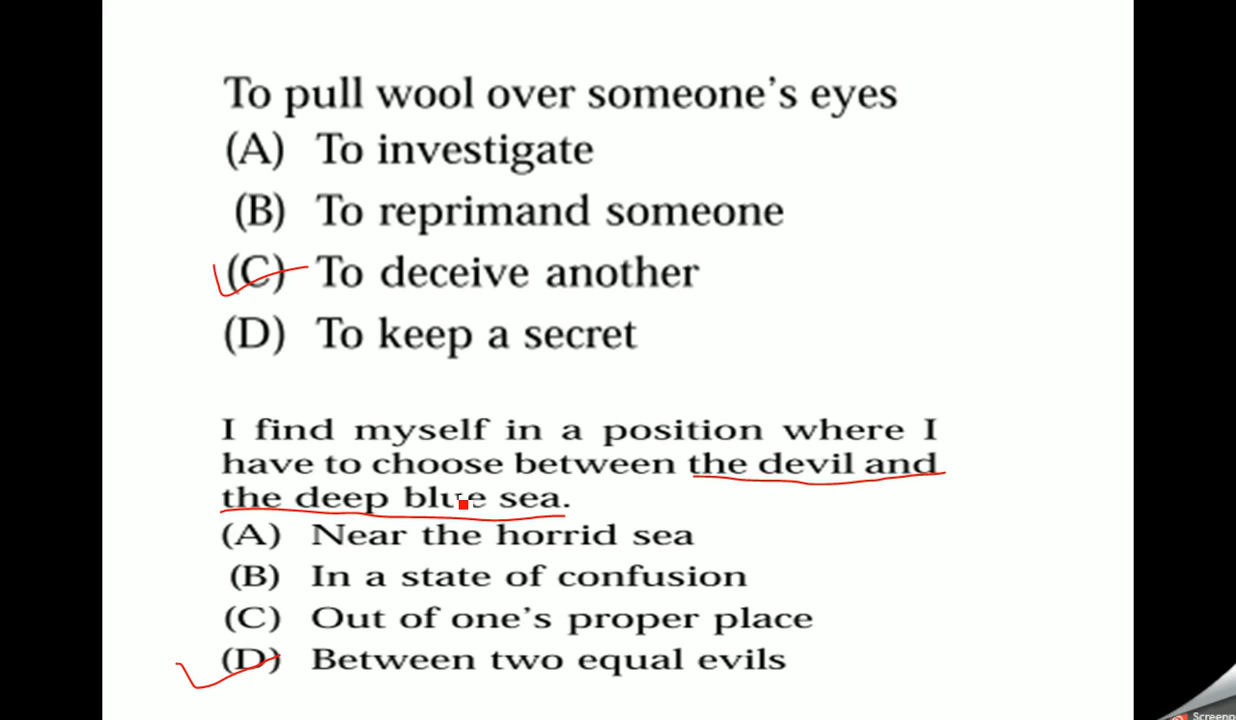 To pull wool over someone's eyes
(A) To investigate
(B) To reprimand someone
(C) To deceive another
(D) To keep a secret
I find myself in a position where I
have to choose between the devil and
the deep blue sea.
(A) Near the horrid sea
(B) In a state of confusion
(C) Out of one's proper place
(D) Between two equal evils